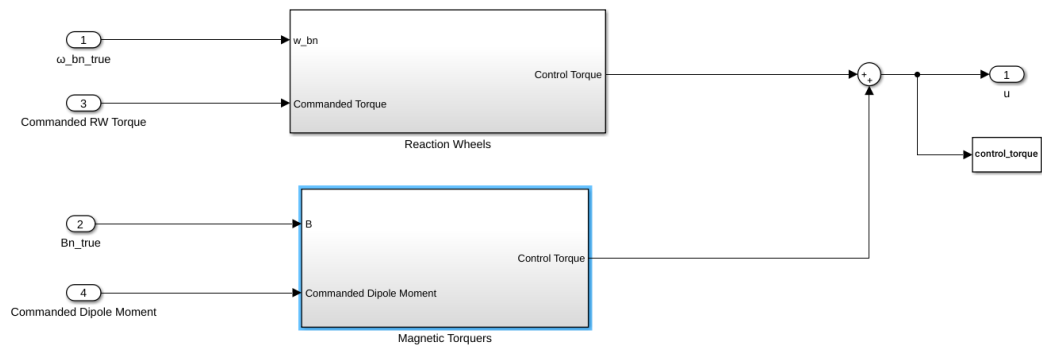 1
ω_bn_true
3
Commanded RW Torque
w_bn
Commanded Torque
Control Torque
Reaction Wheels
+
+
1
u
control_torque
2
Bn_true
4
Commanded Dipole Moment
B
Commanded Dipole Moment
Control Torque
Magnetic Torquers